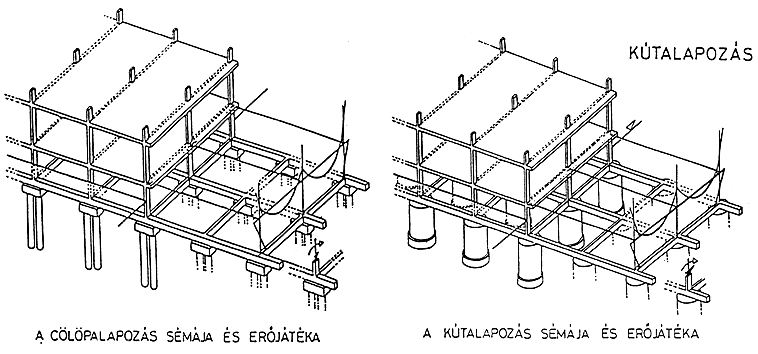 KÚTALAPOZÁS
A CÖLÖPALAPOZÁS SÉMÁJA ÉS ERŐJÁTÉKA
A KÚTALAPOZÁS SÉMÁJA ÉS ERŐJÁTÉKA